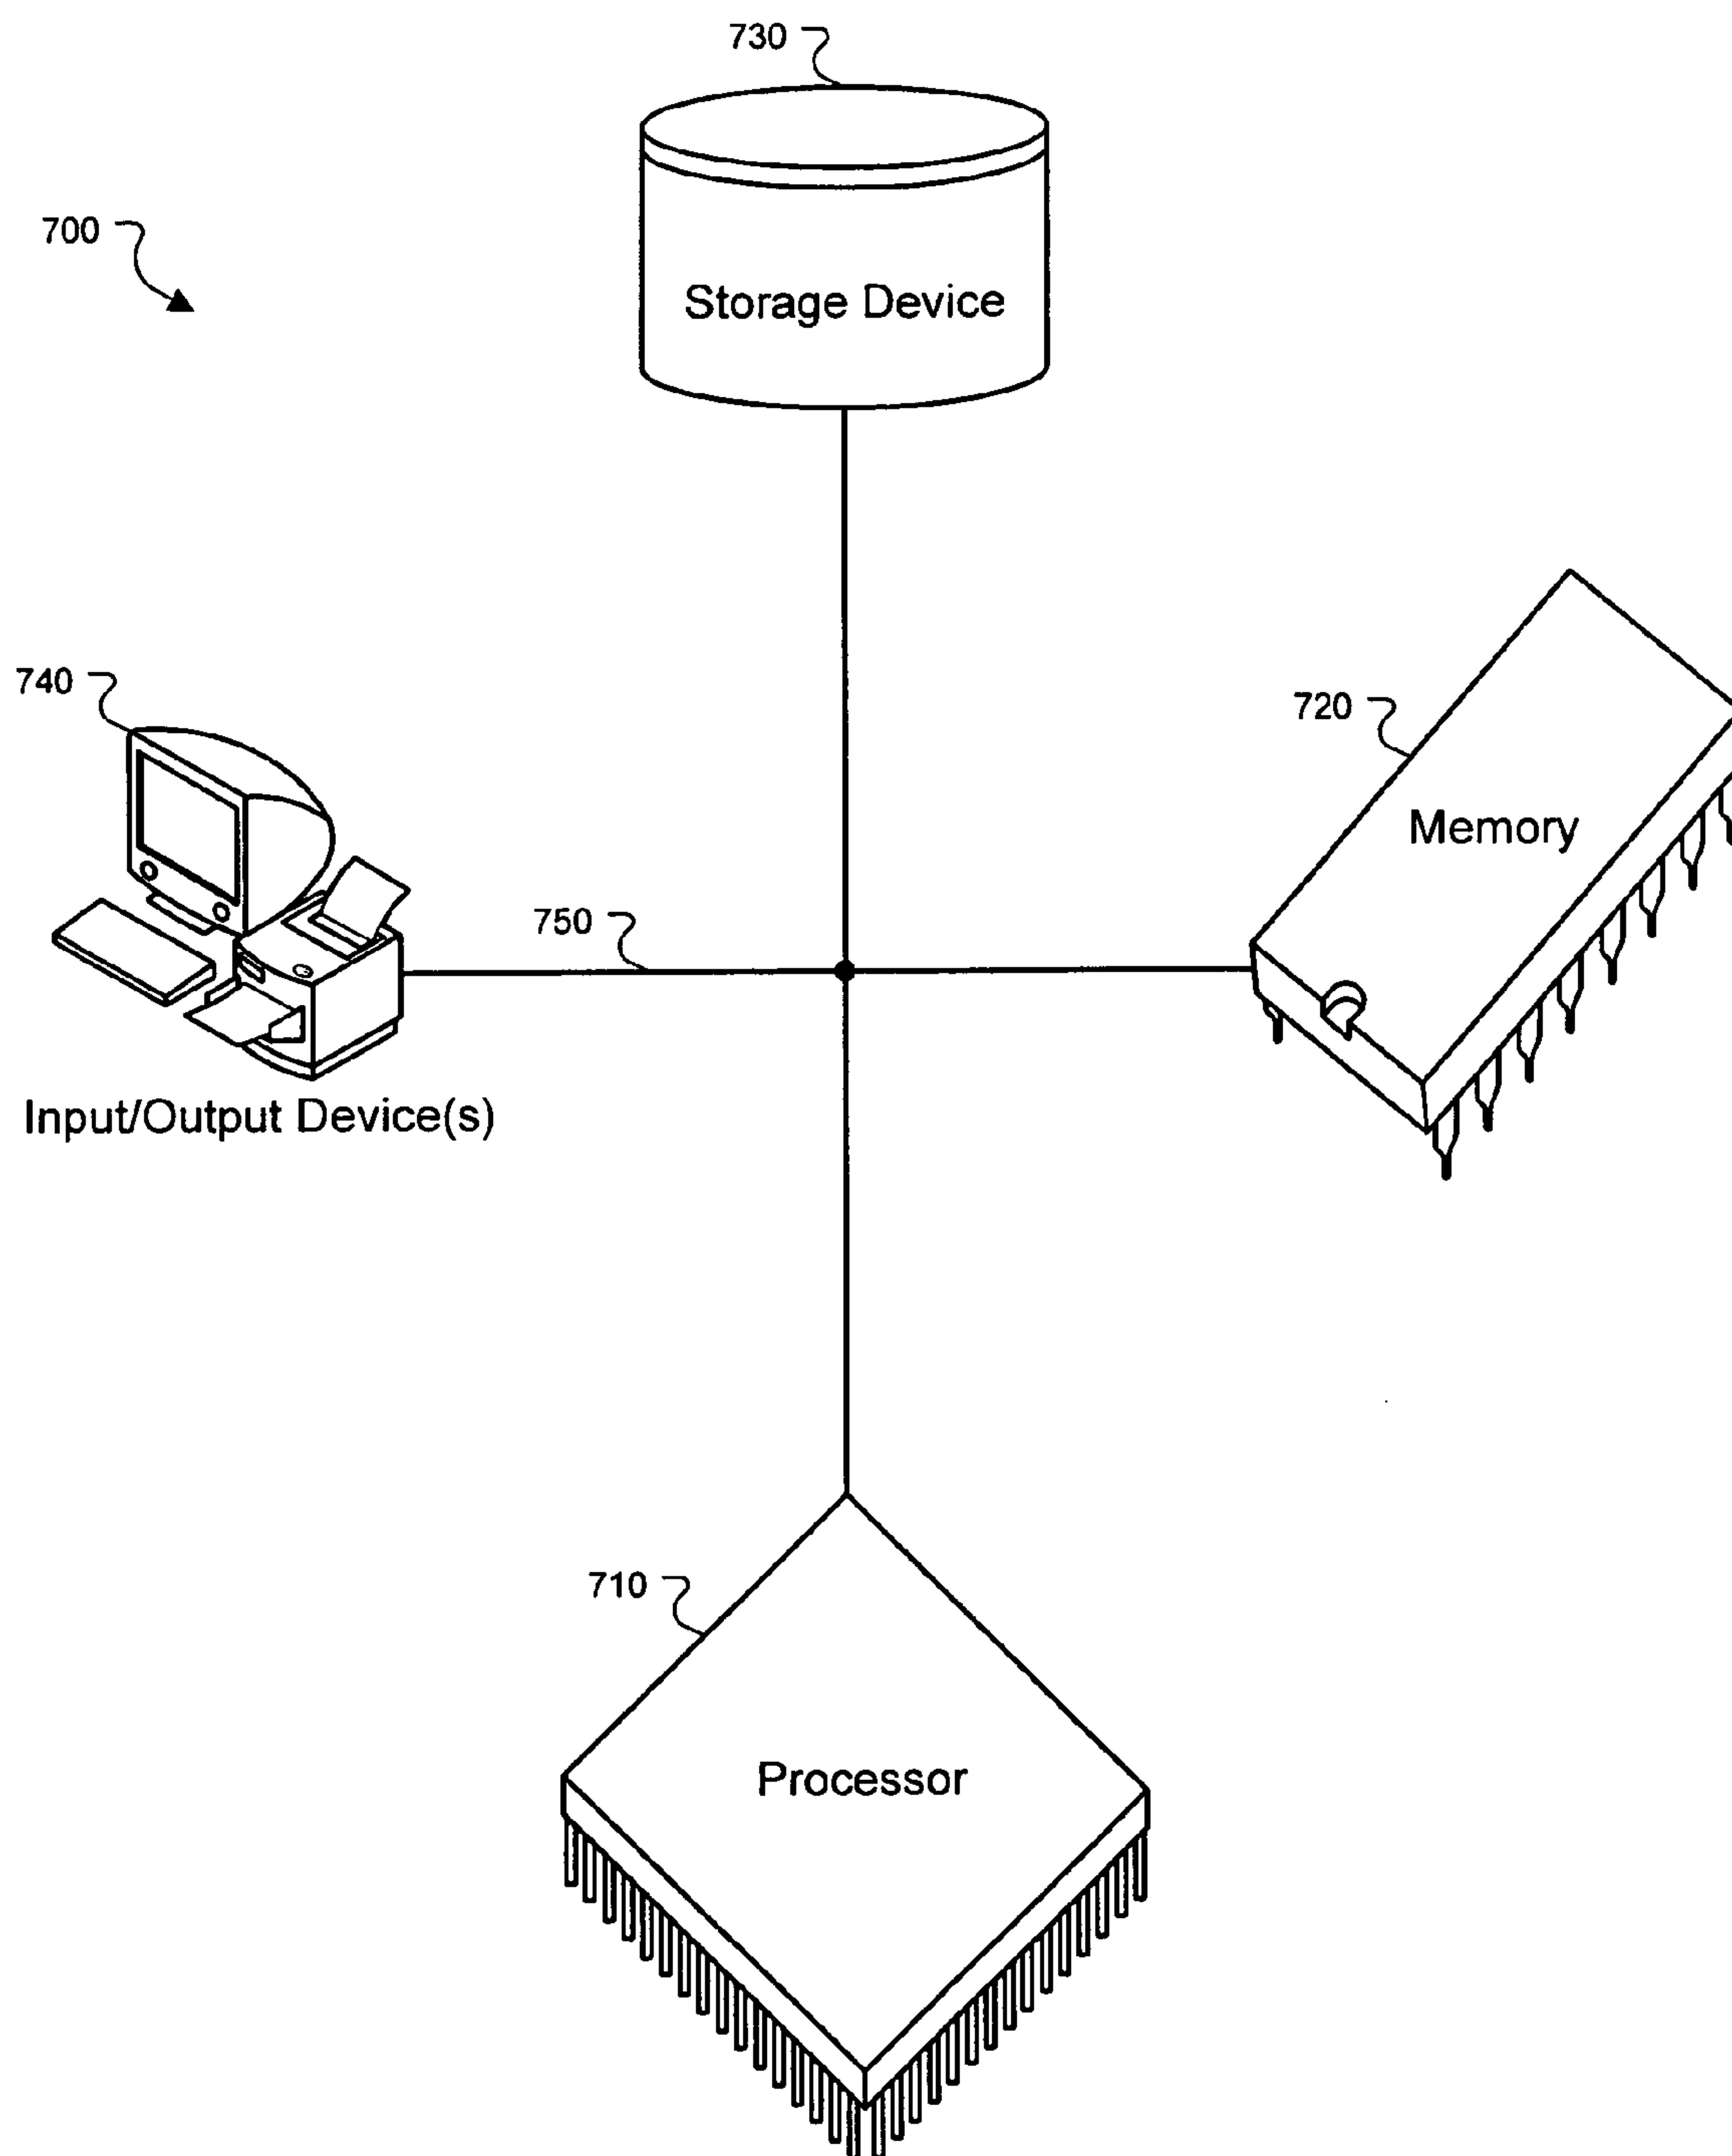 730
700
Storage Device
740
720
Memory
750
Input/Output Device(s)
710
Processor